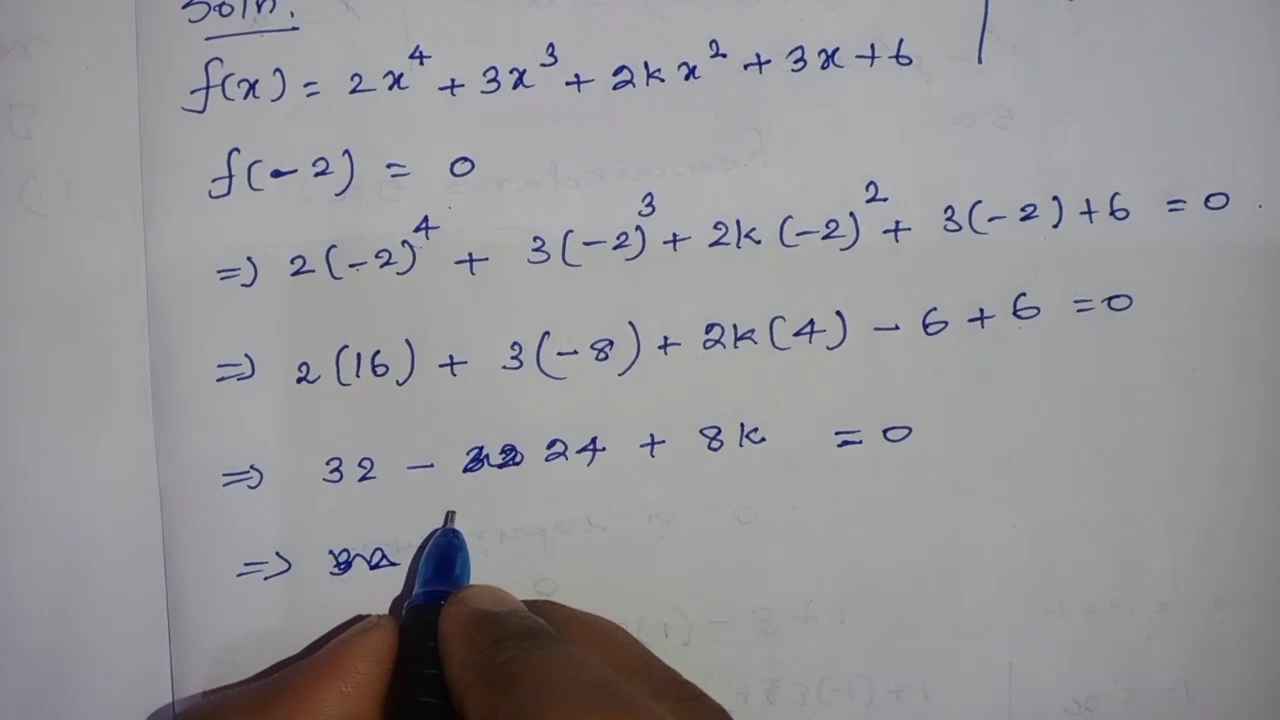 Soln.
f(x) = 2x⁴ + 3x³ + 2kx² + 3x + 6
f(-2) = 0
=) 2(-2)⁴ + 3(-2)³ + 2k(-2)² + 3(-2) + 6 = 0
=) 2(16) + 3(-8) + 2k(4) - 6 + 6 = 0
=) 32 - 24 + 8k = 0
=>